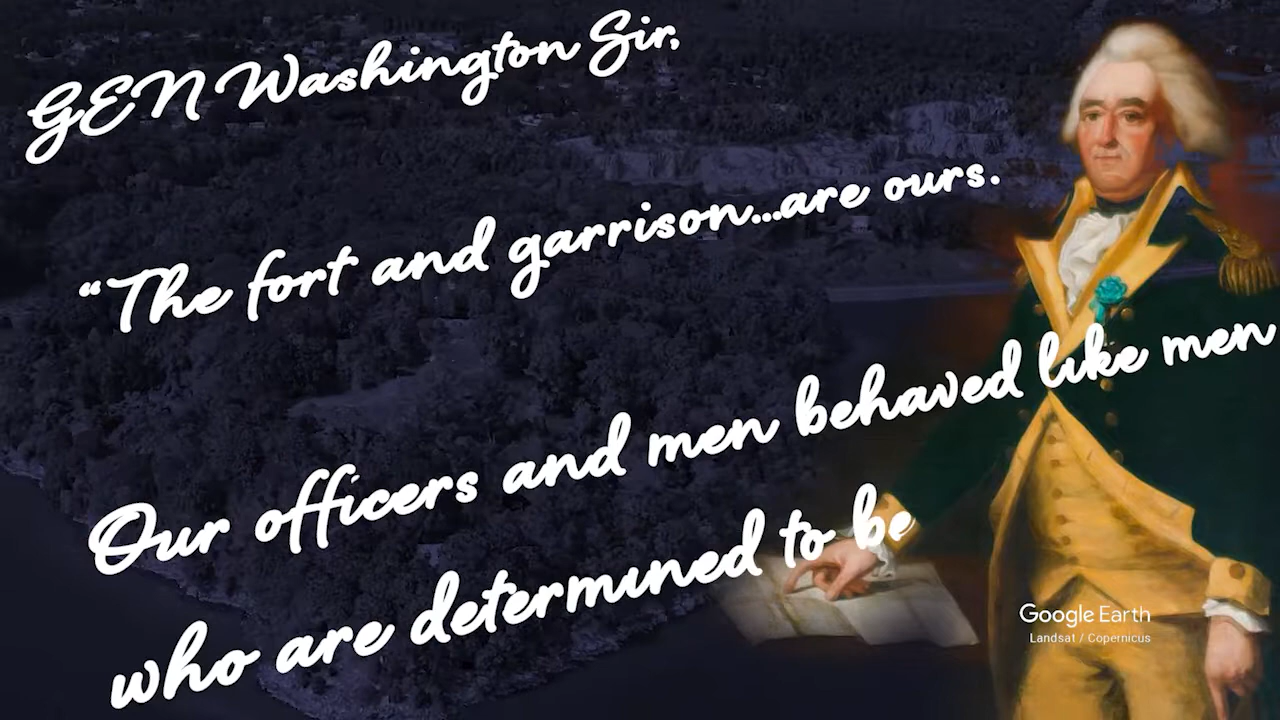 GEN Washington Sir,
“The fort and garrison...are ours.
Our officers and men behaved like men
who are determined to be
Google Earth
Landsat / Copernicus